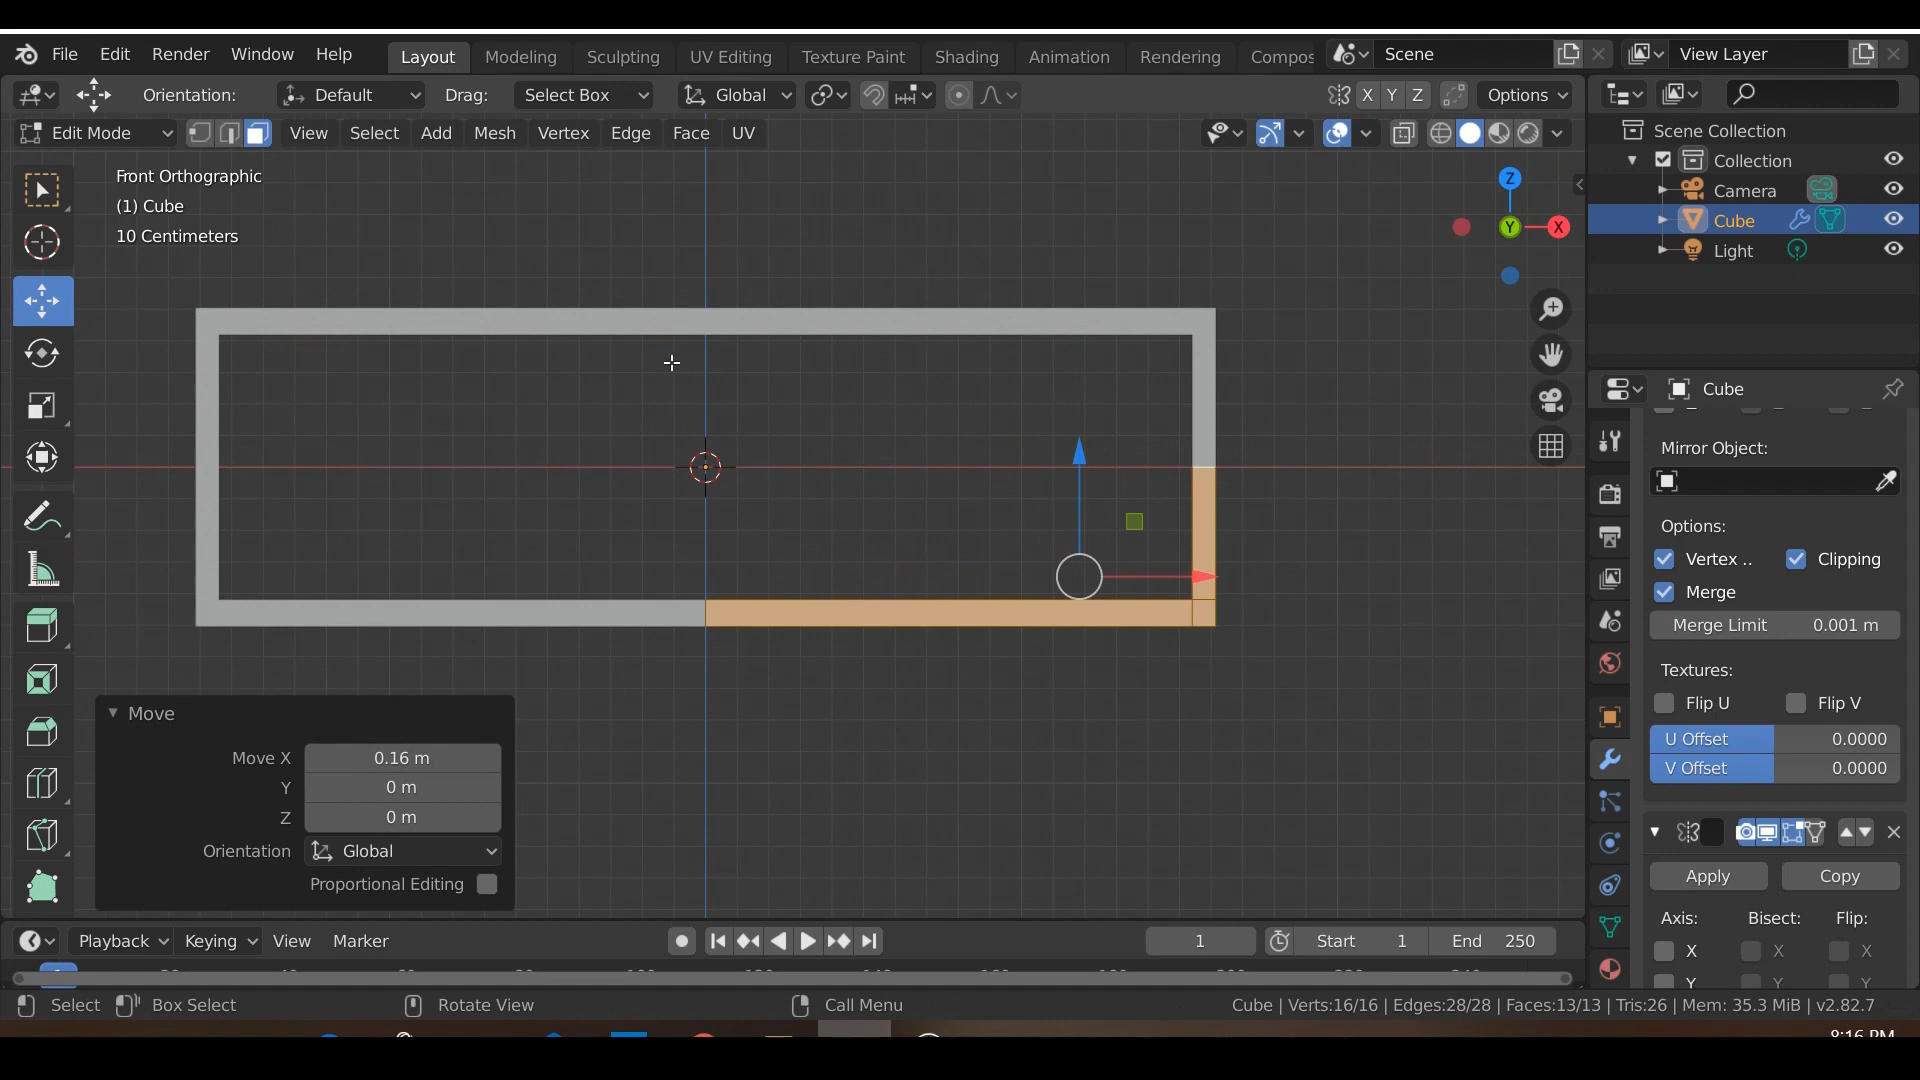 File Edit Render Window Help Layout Modeling Sculpting UV Editing Texture Paint Shading Animation Rendering Compos Scene View Layer
Orientation: Default Drag: Select Box Global X Y Z Options
Edit Mode View Select Add Mesh Vertex Edge Face UV
Front Orthographic
(1) Cube
10 Centimeters
Z
Y
X
Scene Collection
Collection
Camera
Cube
Light
Cube
Mirror Object:
Options:
Vertex .. Clipping
Merge
Merge Limit 0.001 m
Textures:
Flip U Flip V
U Offset 0.0000
V Offset 0.0000
Apply Copy
Axis: Bisect: Flip:
X X X
Y
Move
Move X 0.16 m
Y 0 m
Z 0 m
Orientation Global
Proportional Editing
Playback Keying View Marker 1 Start 1 End 250
Select Box Select Rotate View Call Menu Cube | Verts:16/16 | Edges:28/28 | Faces:13/13 | Tris:26 | Mem: 35.3 MiB | v2.82.7
8:16 PM